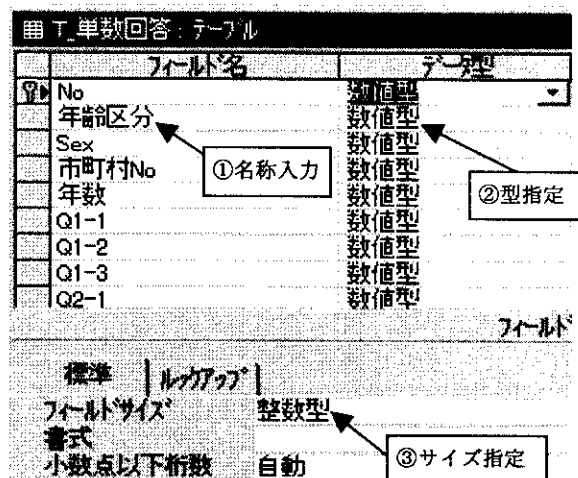 T_単数回答 : テーブル
フィールド名 データ型
No 数値型
年齢区分 数値型
Sex 数値型
市町村No 数値型
年数 数値型
Q1-1 数値型
Q1-2 数値型
Q1-3 数値型
Q2-1 数値型
①名称入力
②型指定
フィールド
標準 ルックアップ
フィールドサイズ 整数型
書式
小数点以下桁数 自動
③サイズ指定